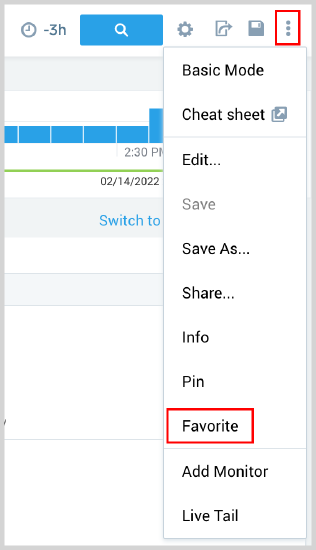 -3h
Basic Mode
Cheat sheet
2:30 PM
Edit...
02/14/2022
Save
Switch to
Save As...
Share...
Info
Pin
Favorite
Add Monitor
Live Tail